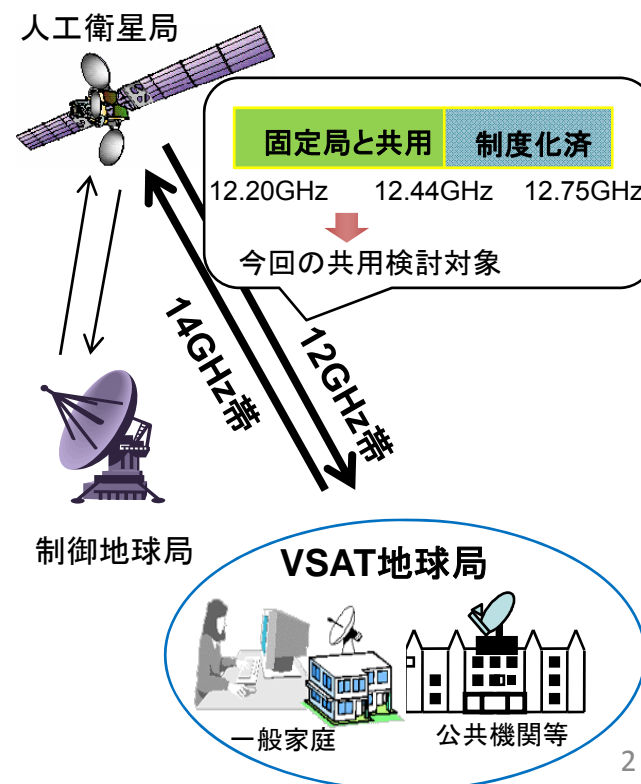 人工衛星局
固定局と共用 制度化済
12.20GHz 12.44GHz 12.75GHz
今回の共用検討対象
14GHz帯
12GHz帯
制御地球局
VSAT地球局
一般家庭
公共機関等
2